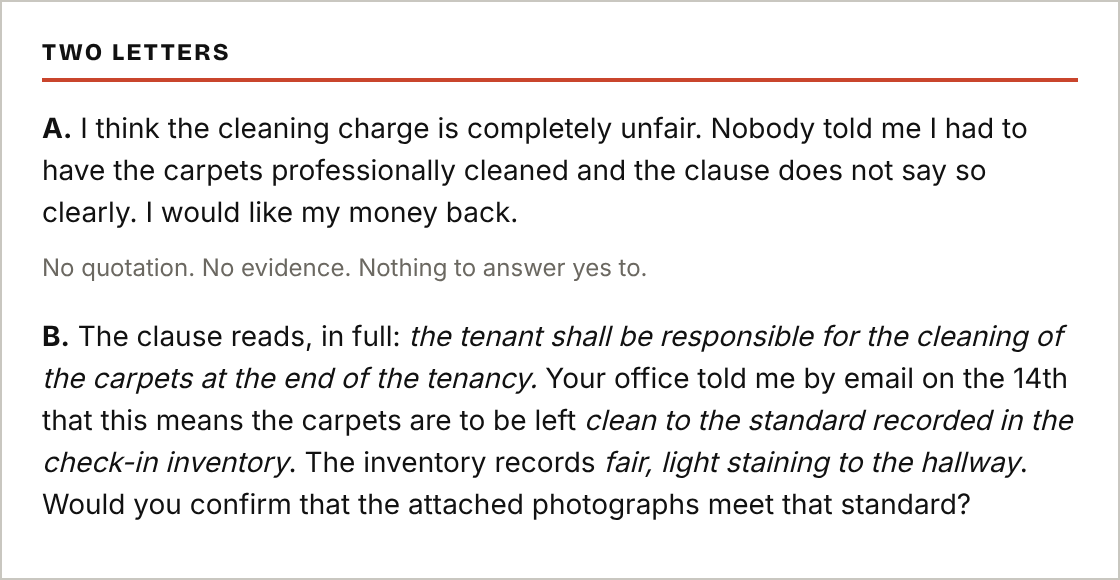 TWO LETTERS
A. I think the cleaning charge is completely unfair. Nobody told me I had to
have the carpets professionally cleaned and the clause does not say so
clearly. I would like my money back.
No quotation. No evidence. Nothing to answer yes to.
B. The clause reads, in full: the tenant shall be responsible for the cleaning of
the carpets at the end of the tenancy. Your office told me by email on the 14th
that this means the carpets are to be left clean to the standard recorded in the
check-in inventory. The inventory records fair, light staining to the hallway.
Would you confirm that the attached photographs meet that standard?